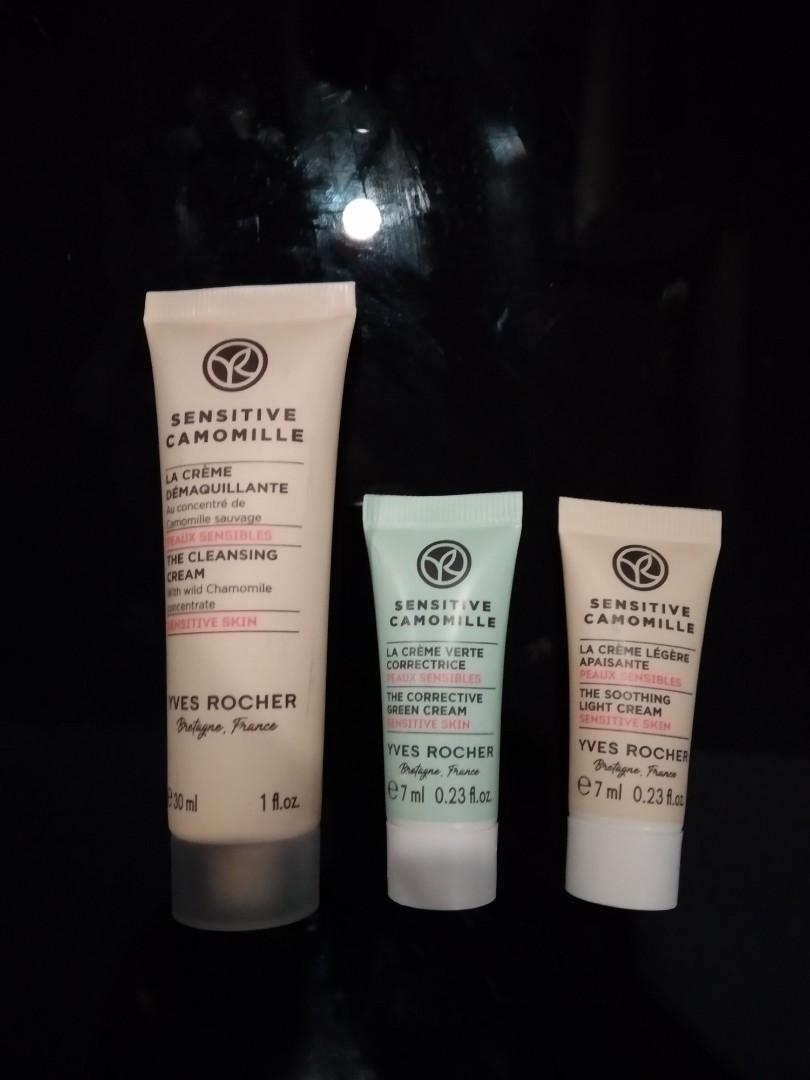 SENSITIVE
CAMOMILLE
LA CRÈME
DÉMAQUILLANTE
Au concentré de
Camomille sauvage
PEAUX SENSIBLES
THE CLEANSING
CREAM
With wild Chamomile
concentrate
SENSITIVE SKIN
YVES ROCHER
Bretagne, France
e 30 ml 1 fl.oz.
SENSITIVE
CAMOMILLE
LA CRÈME VERTE
CORRECTRICE
PEAUX SENSIBLES
THE CORRECTIVE
GREEN CREAM
SENSITIVE SKIN
YVES ROCHER
Bretagne, France
e 7 ml 0.23 fl.oz.
SENSITIVE
CAMOMILLE
LA CRÈME LÉGÈRE
APAISANTE
PEAUX SENSIBLES
THE SOOTHING
LIGHT CREAM
SENSITIVE SKIN
YVES ROCHER
Bretagne, France
e 7 ml 0.23 fl.oz.